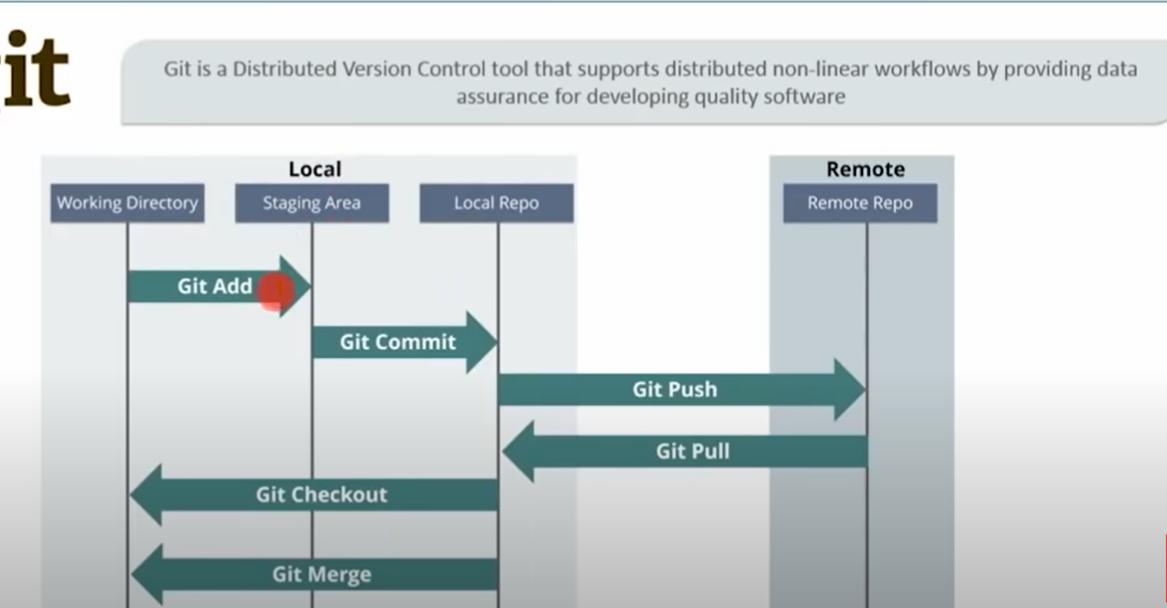 it
Git is a Distributed Version Control tool that supports distributed non-linear workflows by providing data
assurance for developing quality software
Local
Remote
Working Directory
Staging Area
Local Repo
Remote Repo
Git Add
Git Commit
Git Push
Git Pull
Git Checkout
Git Merge